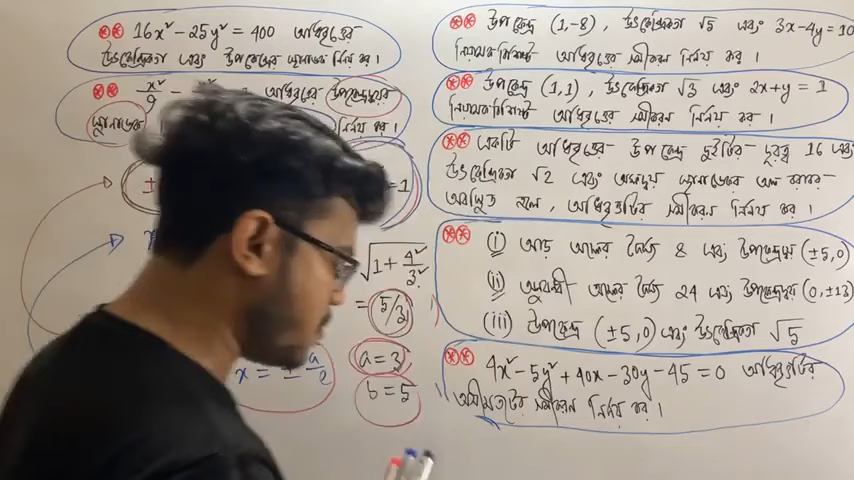 ** 16x² - 25y² = 400 অধিবৃত্তের
উৎকেন্দ্রিকতা এবং উপকেন্দ্রের স্থানাঙ্ক নির্ণয় কর।
** x²/9 - অধিবৃত্তের উপকেন্দ্রদ্বয়ের
স্থানাঙ্ক নির্ণয় কর।
= 1
√1 + 4²/3²
= 5/3
a = 3
x = ± a/e
b = 5
** উপকেন্দ্র (1,-8), উৎকেন্দ্রিকতা √5 এবং 3x-4y=10
নিয়ামকবিশিষ্ট অধিবৃত্তের সমীকরণ নির্ণয় কর।
** উপকেন্দ্র (1,1), উৎকেন্দ্রিকতা √3 এবং 2x+y = 1
নিয়ামকবিশিষ্ট অধিবৃত্তের সমীকরণ নির্ণয় কর।
** একটি অধিবৃত্তের উপকেন্দ্র দুইটির দূরত্ব 16 এবং
উৎকেন্দ্রিকতা √2 এবং অক্ষদ্বয় স্থানাঙ্কের অক্ষ বরাবর
অবস্থিত হলে, অধিবৃত্তটির সমীকরণ নির্ণয় কর।
** (i) আড় অক্ষের দৈর্ঘ্য 8 এবং উপকেন্দ্রদ্বয় (±5,0)
(ii) অনুবন্ধী অক্ষের দৈর্ঘ্য 24 এবং উপকেন্দ্রদ্বয় (0,±13)
(iii) উপকেন্দ্র (±5,0) এবং উৎকেন্দ্রিকতা √5
** 4x² - 5y² + 40x - 30y - 45 = 0 অধিবৃত্তটির
অসীমতটের সমীকরণ নির্ণয় কর।